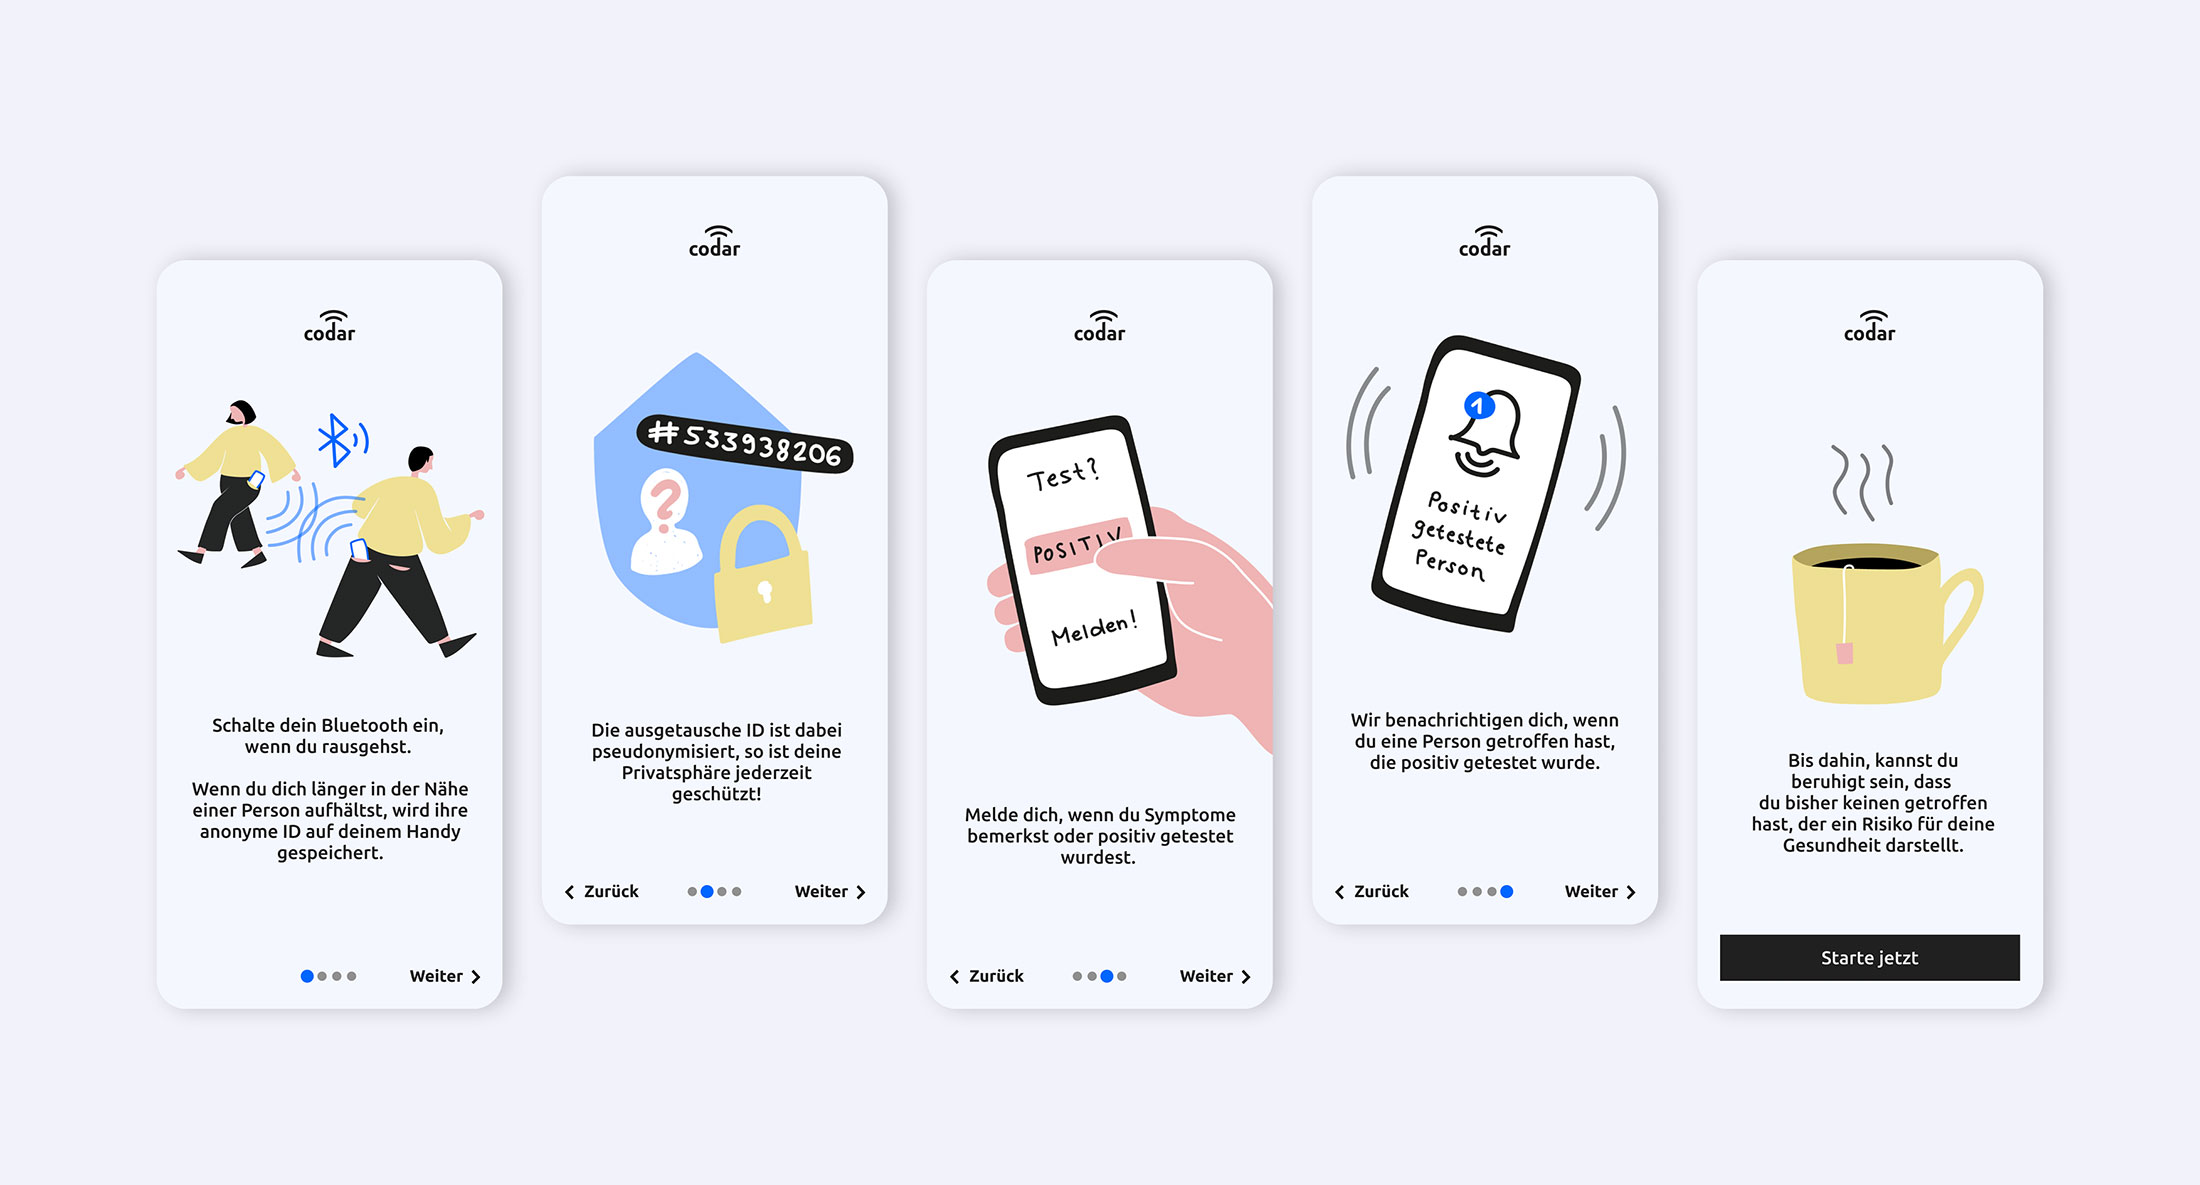 codar
Schalte dein Bluetooth ein,
wenn du rausgehst.
Wenn du dich länger in der Nähe
einer Person aufhältst, wird ihre
anonyme ID auf deinem Handy
gespeichert.
Weiter
codar
#533938206
?
Die ausgetausche ID ist dabei
pseudonymisiert, so ist deine
Privatsphäre jederzeit
geschützt!
Zurück
Weiter
codar
Test?
POSITIV
Melden!
Melde dich, wenn du Symptome
bemerkst oder positiv getestet
wurdest.
Zurück
Weiter
codar
1
Positiv
getestete
Person
Wir benachrichtigen dich, wenn
du eine Person getroffen hast,
die positiv getestet wurde.
Zurück
Weiter
codar
Bis dahin, kannst du
beruhigt sein, dass
du bisher keinen getroffen
hast, der ein Risiko für deine
Gesundheit darstellt.
Starte jetzt